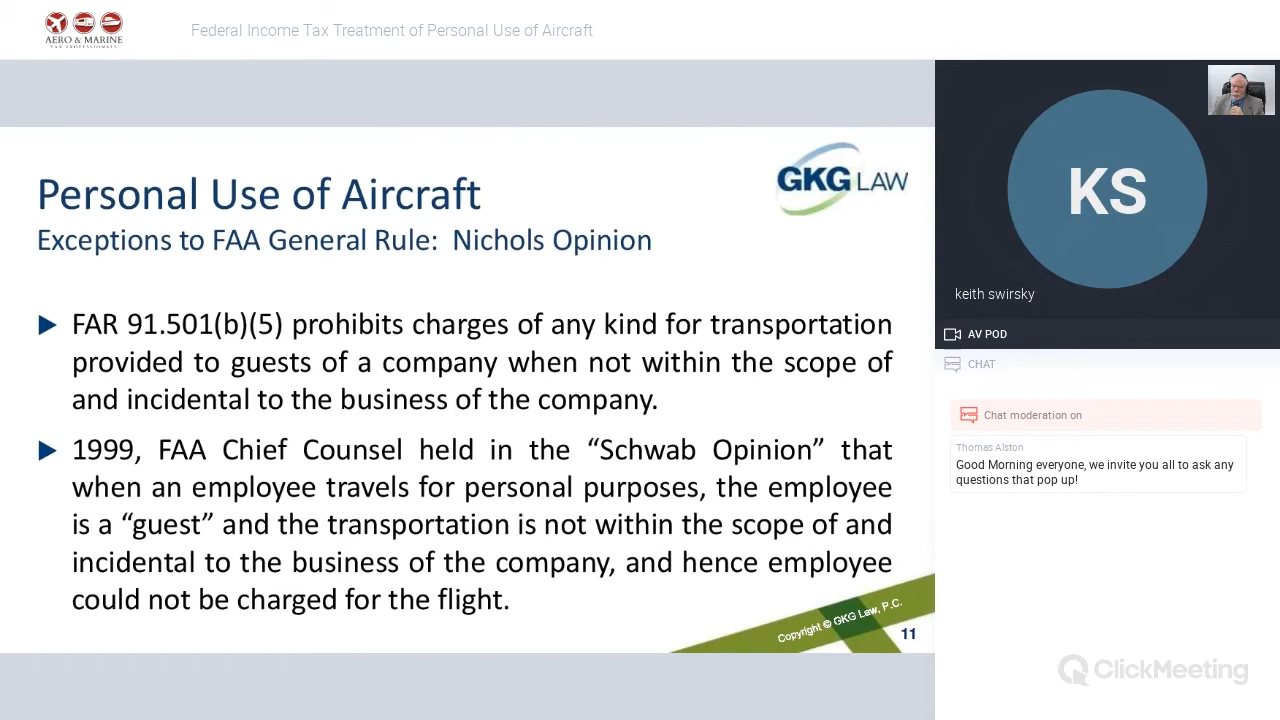 AERO & MARINE
TAX PROFESSIONALS
Federal Income Tax Treatment of Personal Use of Aircraft
GKG LAW
Personal Use of Aircraft
Exceptions to FAA General Rule:  Nichols Opinion
FAR 91.501(b)(5) prohibits charges of any kind for transportation
provided to guests of a company when not within the scope of
and incidental to the business of the company.
1999, FAA Chief Counsel held in the “Schwab Opinion” that
when an employee travels for personal purposes, the employee
is a “guest” and the transportation is not within the scope of and
incidental to the business of the company, and hence employee
could not be charged for the flight.
Copyright © GKG Law, P.C.
11
KS
keith swirsky
AV POD
CHAT
Chat moderation on
Thomas Alston
Good Morning everyone, we invite you all to ask any
questions that pop up!
ClickMeeting